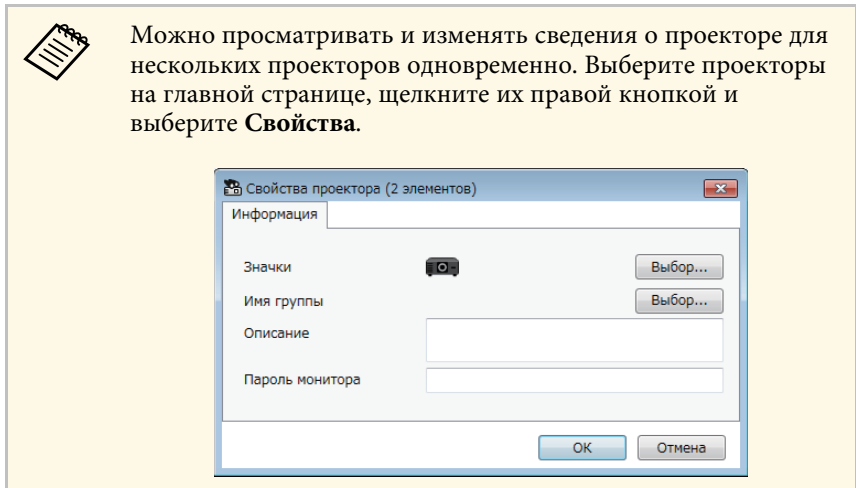 Можно просматривать и изменять сведения о проекторе для
нескольких проекторов одновременно. Выберите проекторы
на главной странице, щелкните их правой кнопкой и
выберите Свойства.
Свойства проектора (2 элементов)
Информация
Значки
Выбор...
Имя группы
Выбор...
Описание
Пароль монитора
OK
Отмена